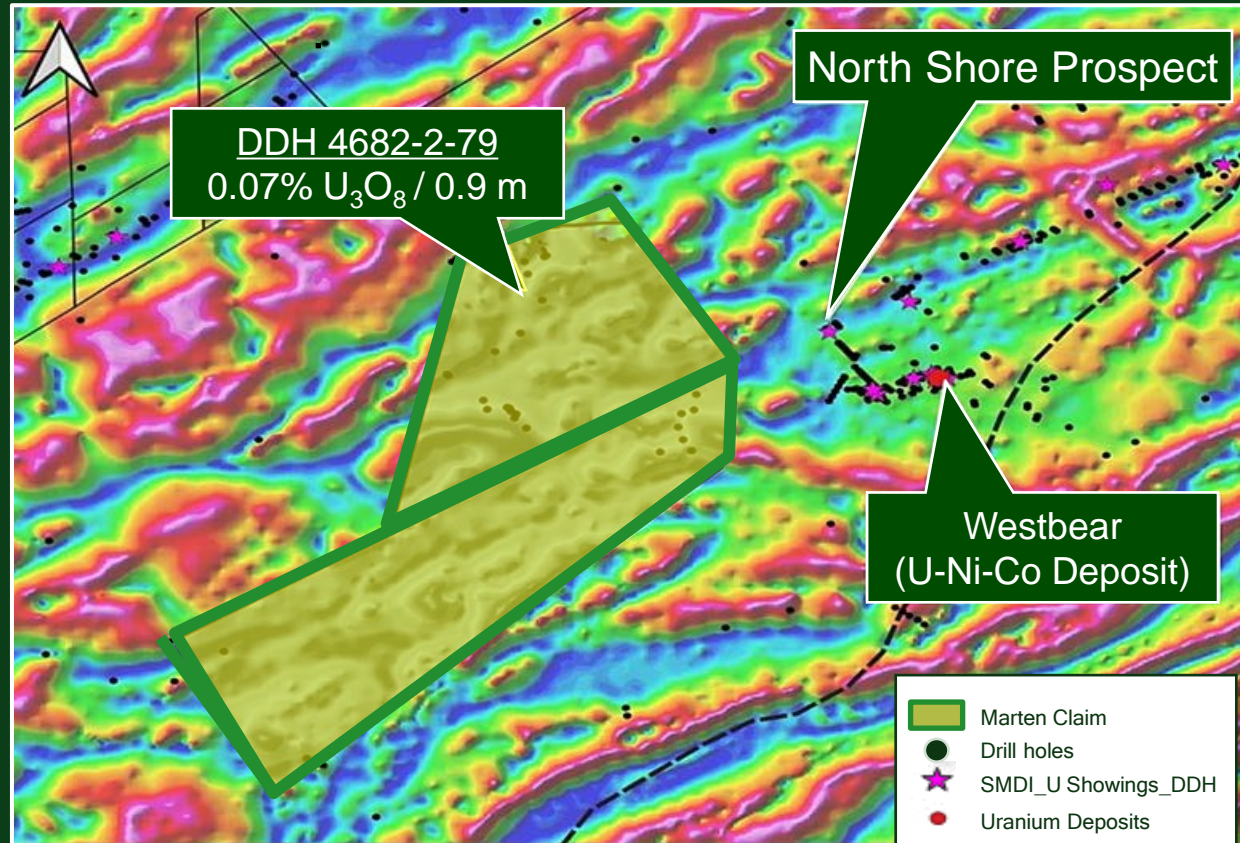 North Shore Prospect
DDH 4682-2-79
0.07% U₃O₈ / 0.9 m
Westbear
(U-Ni-Co Deposit)
Marten Claim
Drill holes
SMDI_U Showings_DDH
Uranium Deposits